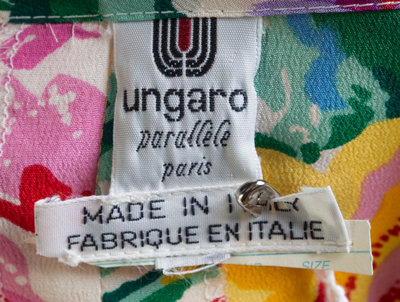 ungaro
parallèle
paris
MADE IN
FABRIQUE EN ITALIE
SIZE